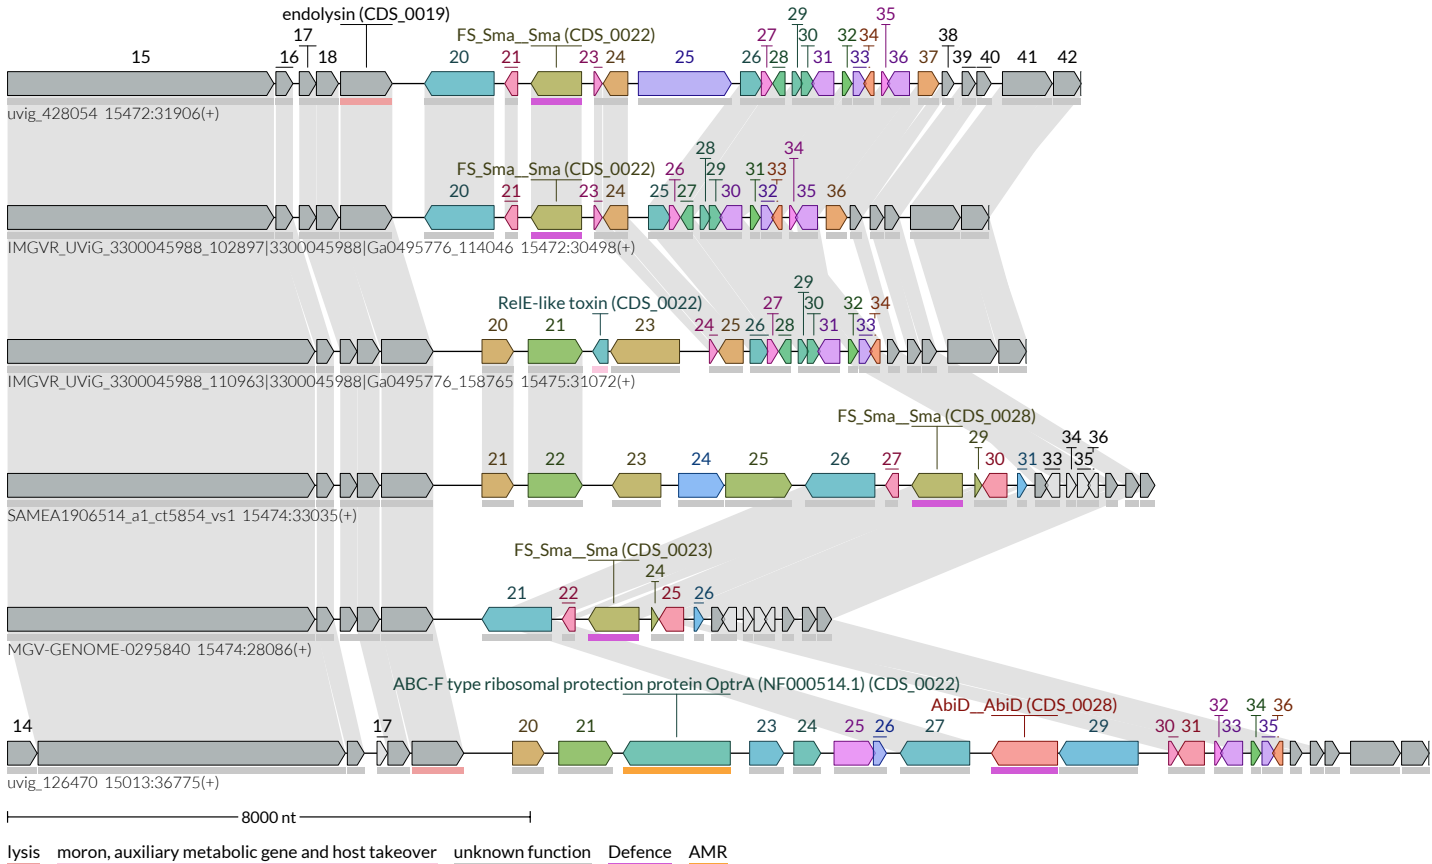 endolysin (CDS_0019)
29 35
17 FS_Sma__Sma (CDS_0022) 27 30 32 34 38
15 16 18 20 21 23 24 25 26 28 31 33 36 37 39 40 41 42
uvig_428054 15472:31906(+)
28 34
FS_Sma__Sma (CDS_0022) 26 29 31 33
20 21 23 24 25 27 30 32 35 36
IMGVR_UViG_3300045988_102897|3300045988|Ga0495776_114046 15472:30498(+)
29
RelE-like toxin (CDS_0022) 27 30 32 34
20 21 23 24 25 26 28 31 33
IMGVR_UViG_3300045988_110963|3300045988|Ga0495776_158765 15475:31072(+)
FS_Sma__Sma (CDS_0028)
29 34 36
21 22 23 24 25 26 27 30 31 33 35
SAMEA1906514_a1_ct5854_vs1 15474:33035(+)
FS_Sma__Sma (CDS_0023)
24
21 22 25 26
MGV-GENOME-0295840 15474:28086(+)
ABC-F type ribosomal protection protein OptrA (NF000514.1) (CDS_0022)
AbiD__AbiD (CDS_0028) 32 34 36
14 17 20 21 23 24 25 26 27 29 30 31 33 35
uvig_126470 15013:36775(+)
8000 nt
lysis moron, auxiliary metabolic gene and host takeover unknown function Defence AMR